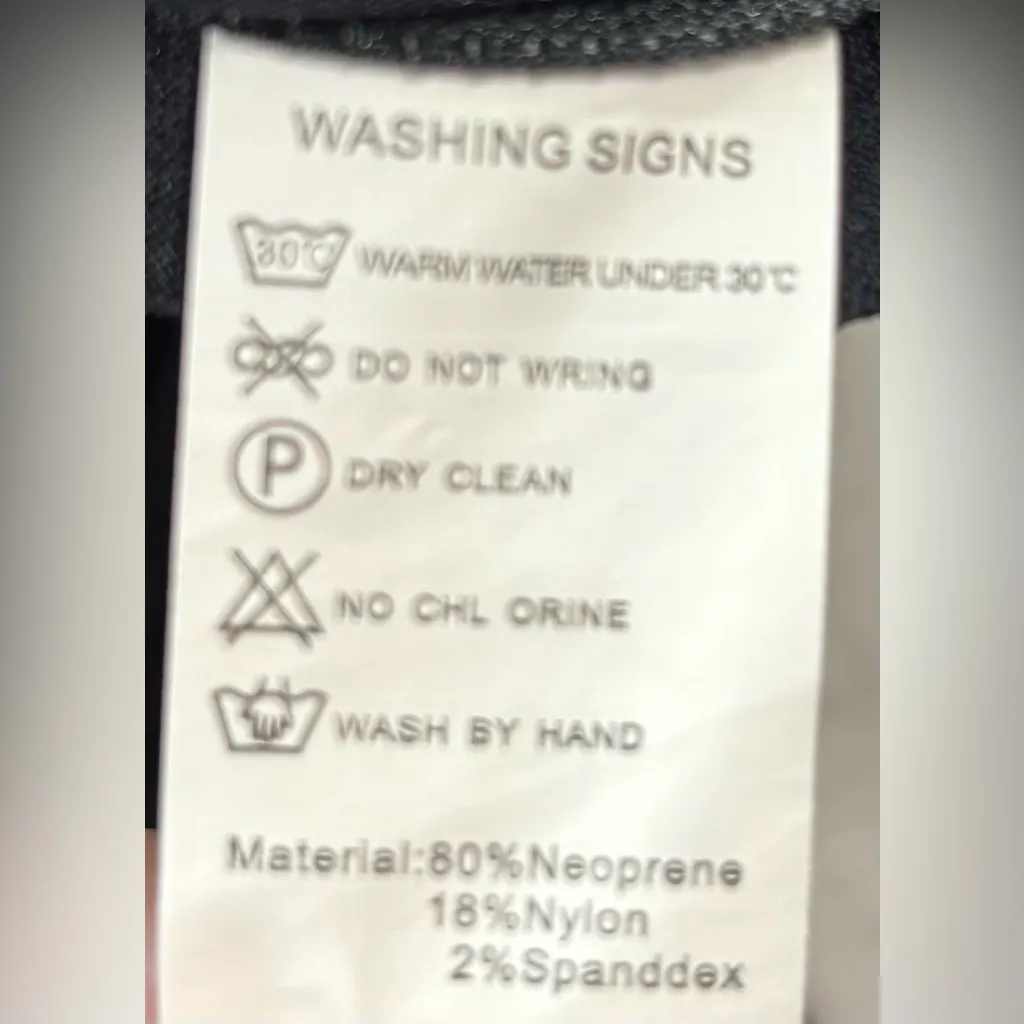 WASHING SIGNS
30℃ WARM WATER UNDER 30℃
DO NOT WRING
P DRY CLEAN
NO CHL ORINE
WASH BY HAND
Material:80%Neoprene
18%Nylon
2%Spanddex